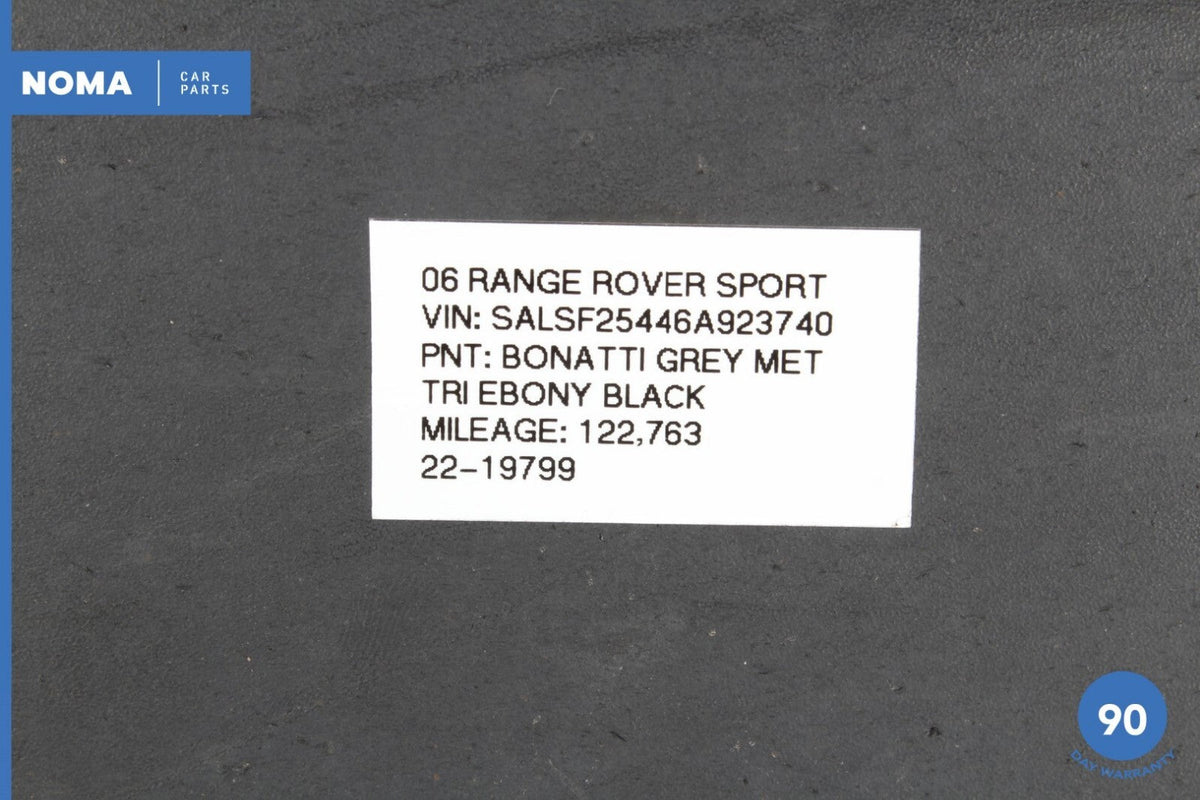 NOMA
CAR
PARTS
06 RANGE ROVER SPORT
VIN: SALSF25446A923740
PNT: BONATTI GREY MET
TRI EBONY BLACK
MILEAGE: 122,763
22-19799
90
DAY WARRANTY